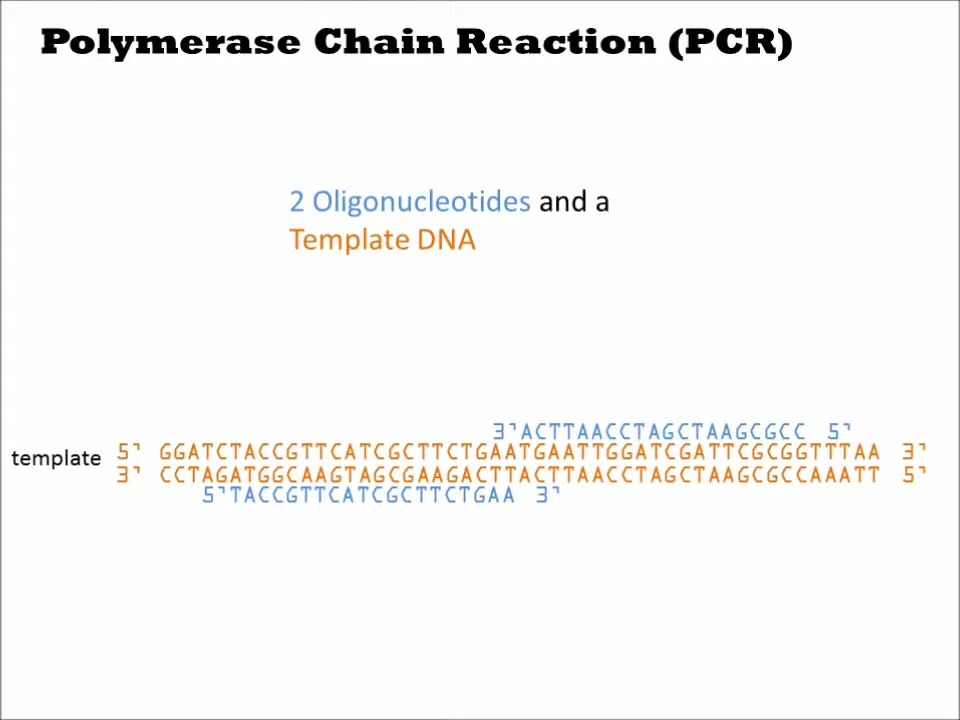 Polymerase Chain Reaction (PCR)
2 Oligonucleotides and a
Template DNA
3'ACTTAACCTAGCTAAGCGCC 5'
template 5' GGATCTACCGTTCATCGCTTCTGAATGAATTGGATCGATTCGCGGTTTAA 3'
3' CCTAGATGGCAAGTAGCGAAGACTTACTTAACCTAGCTAAGCGCCAAATT 5'
5'TACCGTTCATCGCTTCTGAA 3'